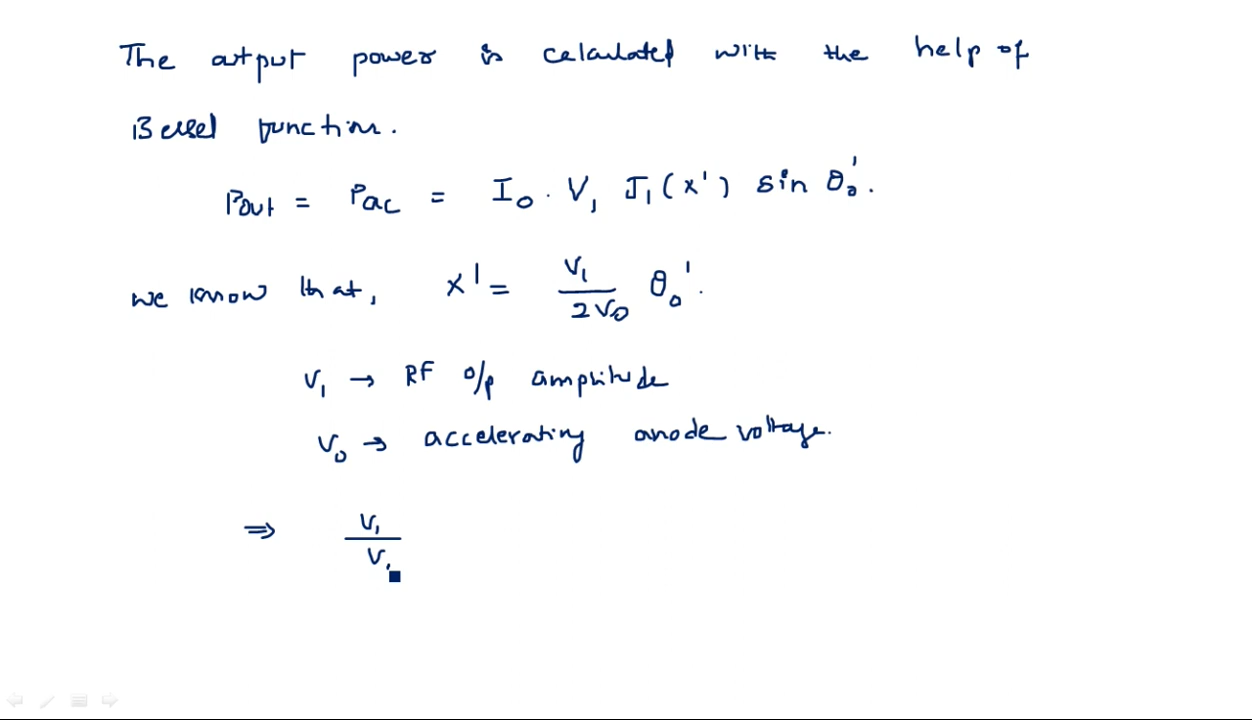 The output power is calculated with the help of
Bessel function.
Pout = Pac = I₀ . V₁ J₁(x') sin θ₀'.
we know that, x' = V₁ / 2V₀ θ₀'.
V₁ → RF o/p amplitude
V₀ → accelerating anode voltage.
⇒ V₁ / V,